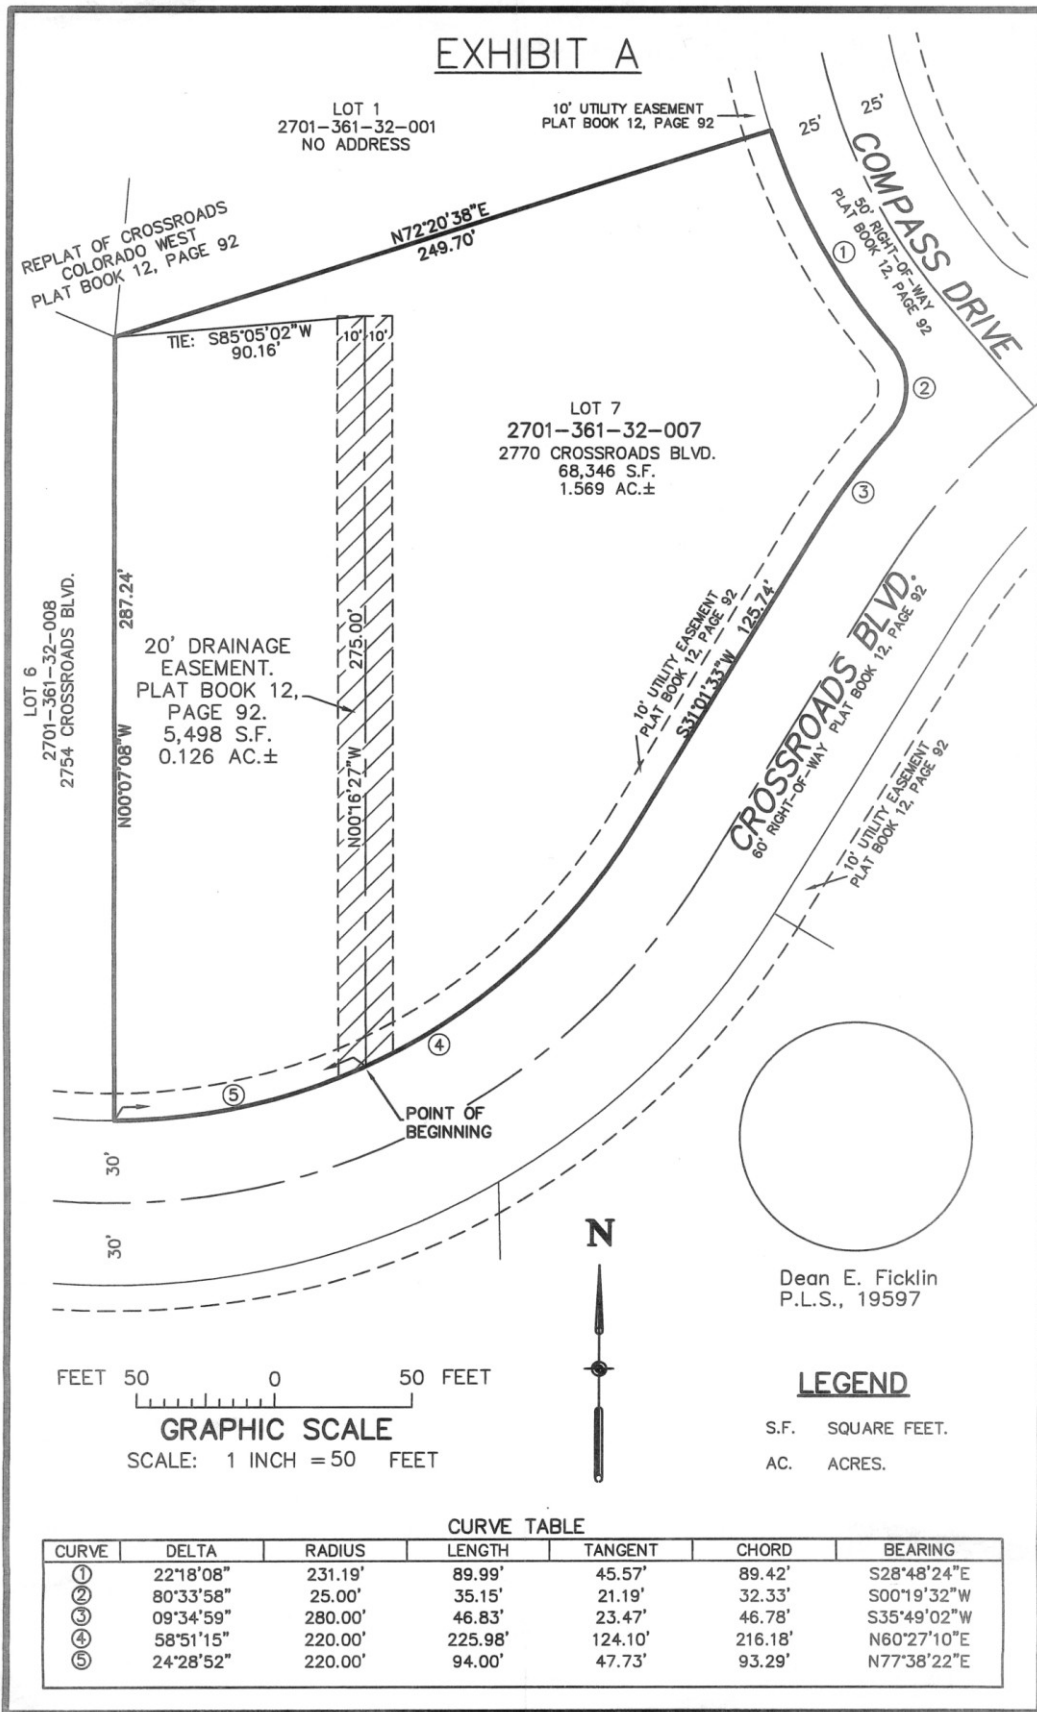 EXHIBIT A
LOT 1
2701-361-32-001
NO ADDRESS
10' UTILITY EASEMENT
PLAT BOOK 12, PAGE 92
25'
25'
COMPASS DRIVE
50' RIGHT-OF-WAY
PLAT BOOK 12, PAGE 92
REPLAT OF CROSSROADS
COLORADO WEST
PLAT BOOK 12, PAGE 92
N72°20'38"E
249.70'
①
TIE: S85°05'02"W
90.16'
10'
10'
②
LOT 7
2701-361-32-007
2770 CROSSROADS BLVD.
68,346 S.F.
1.569 AC.±
③
LOT 6
2701-361-32-008
2754 CROSSROADS BLVD.
287.24'
N00°07'08"W
20' DRAINAGE
EASEMENT.
PLAT BOOK 12,
PAGE 92.
5,498 S.F.
0.126 AC.±
275.00'
N00°16'27"W
10' UTILITY EASEMENT
PLAT BOOK 12, PAGE 92
S31°01'33"W 125.74'
CROSSROADS BLVD.
60' RIGHT-OF-WAY PLAT BOOK 12, PAGE 92
10' UTILITY EASEMENT
PLAT BOOK 12, PAGE 92
④
⑤
POINT OF
BEGINNING
30'
30'
N
Dean E. Ficklin
P.L.S., 19597
FEET 50 0 50 FEET
GRAPHIC SCALE
SCALE: 1 INCH = 50 FEET
LEGEND
S.F. SQUARE FEET.
AC. ACRES.
CURVE TABLE
CURVE DELTA RADIUS LENGTH TANGENT CHORD BEARING
① 22°18'08" 231.19' 89.99' 45.57' 89.42' S28°48'24"E
② 80°33'58" 25.00' 35.15' 21.19' 32.33' S00°19'32"W
③ 09°34'59" 280.00' 46.83' 23.47' 46.78' S35°49'02"W
④ 58°51'15" 220.00' 225.98' 124.10' 216.18' N60°27'10"E
⑤ 24°28'52" 220.00' 94.00' 47.73' 93.29' N77°38'22"E